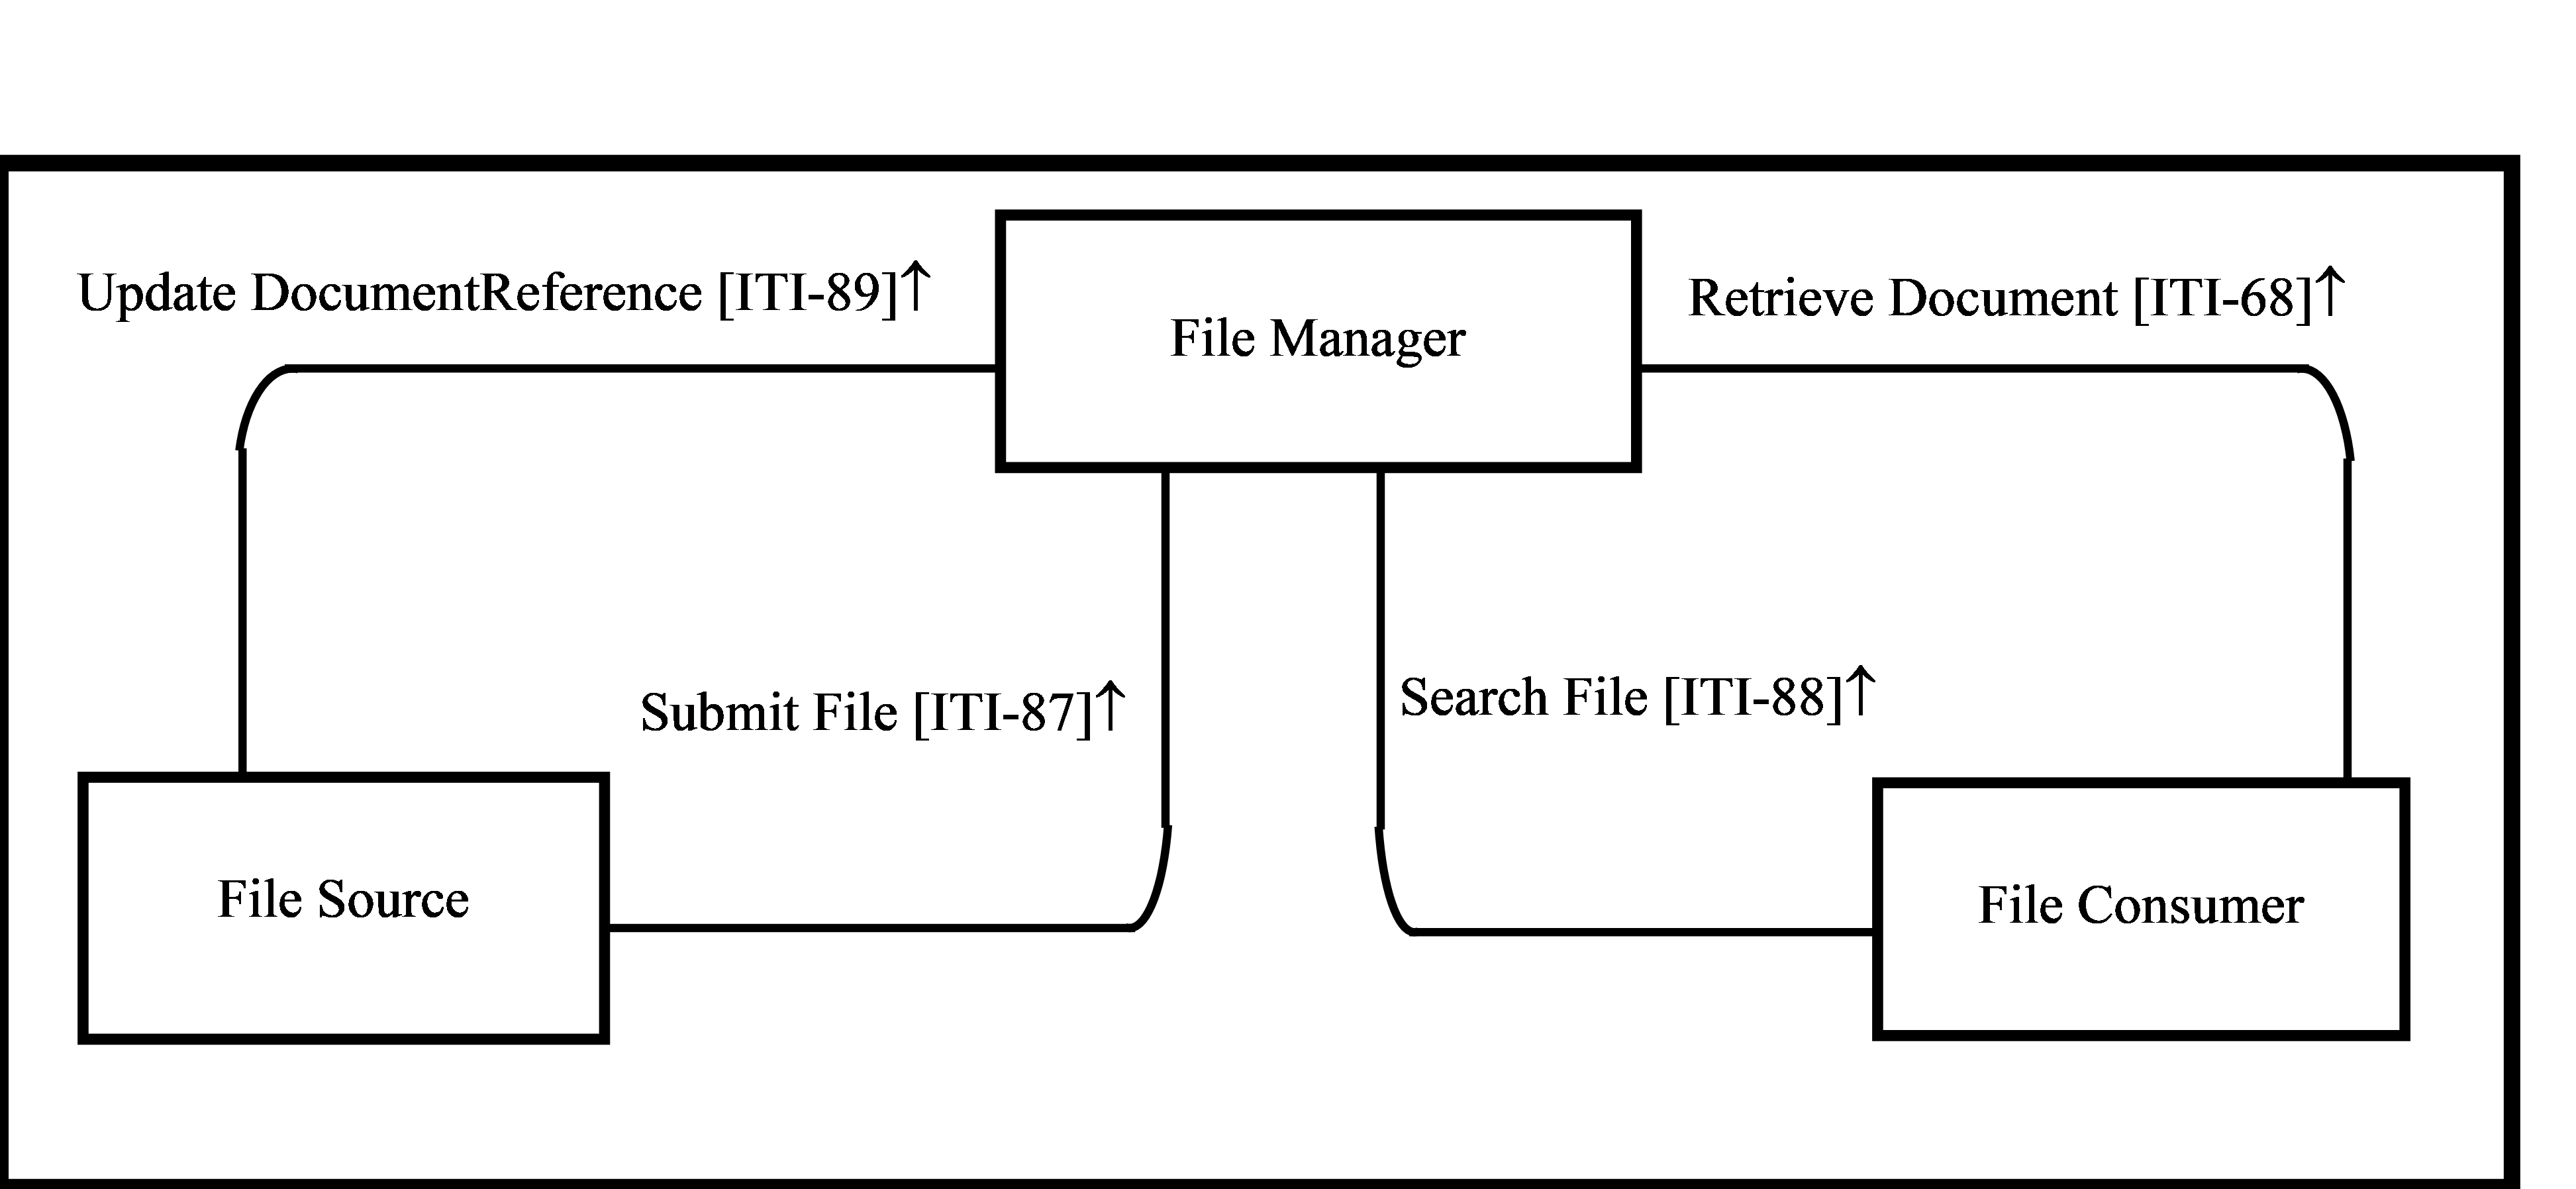 Update DocumentReference [ITI-89]↑
File Manager
Retrieve Document [ITI-68]↑
Submit File [ITI-87]↑
Search File [ITI-88]↑
File Source
File Consumer